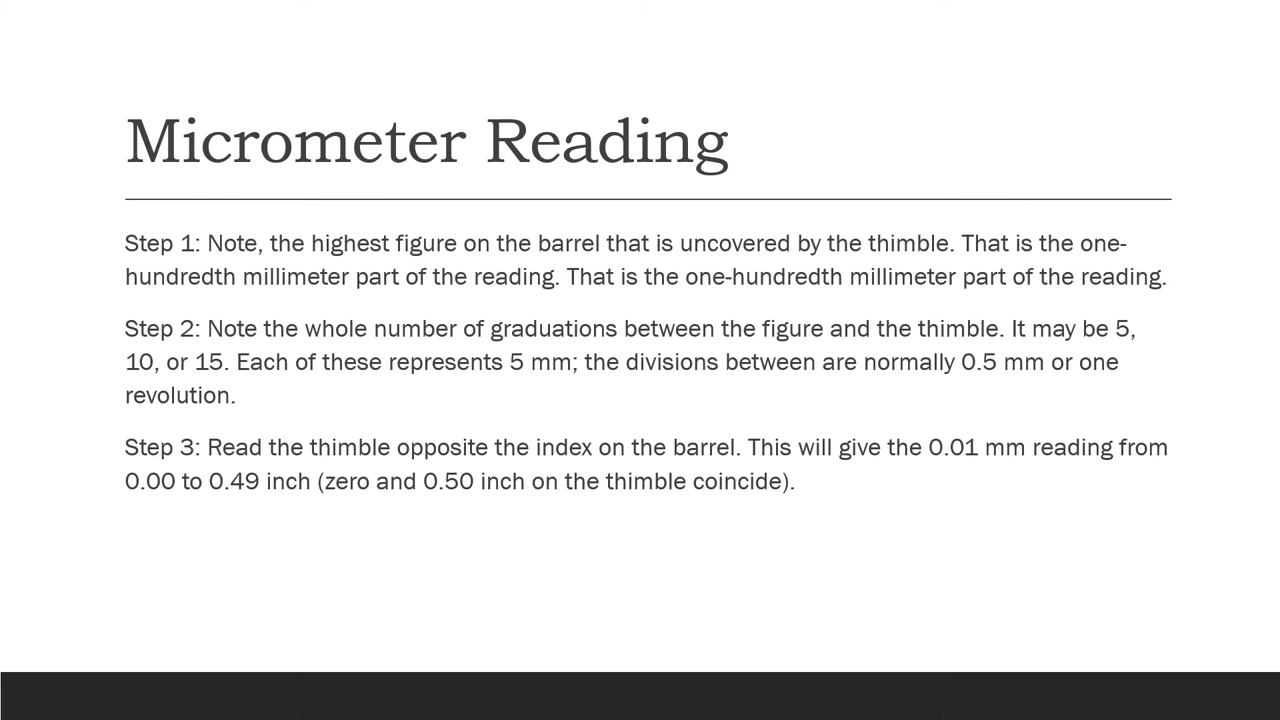 Micrometer Reading
Step 1: Note, the highest figure on the barrel that is uncovered by the thimble. That is the one-
hundredth millimeter part of the reading. That is the one-hundredth millimeter part of the reading.
Step 2: Note the whole number of graduations between the figure and the thimble. It may be 5,
10, or 15. Each of these represents 5 mm; the divisions between are normally 0.5 mm or one
revolution.
Step 3: Read the thimble opposite the index on the barrel. This will give the 0.01 mm reading from
0.00 to 0.49 inch (zero and 0.50 inch on the thimble coincide).